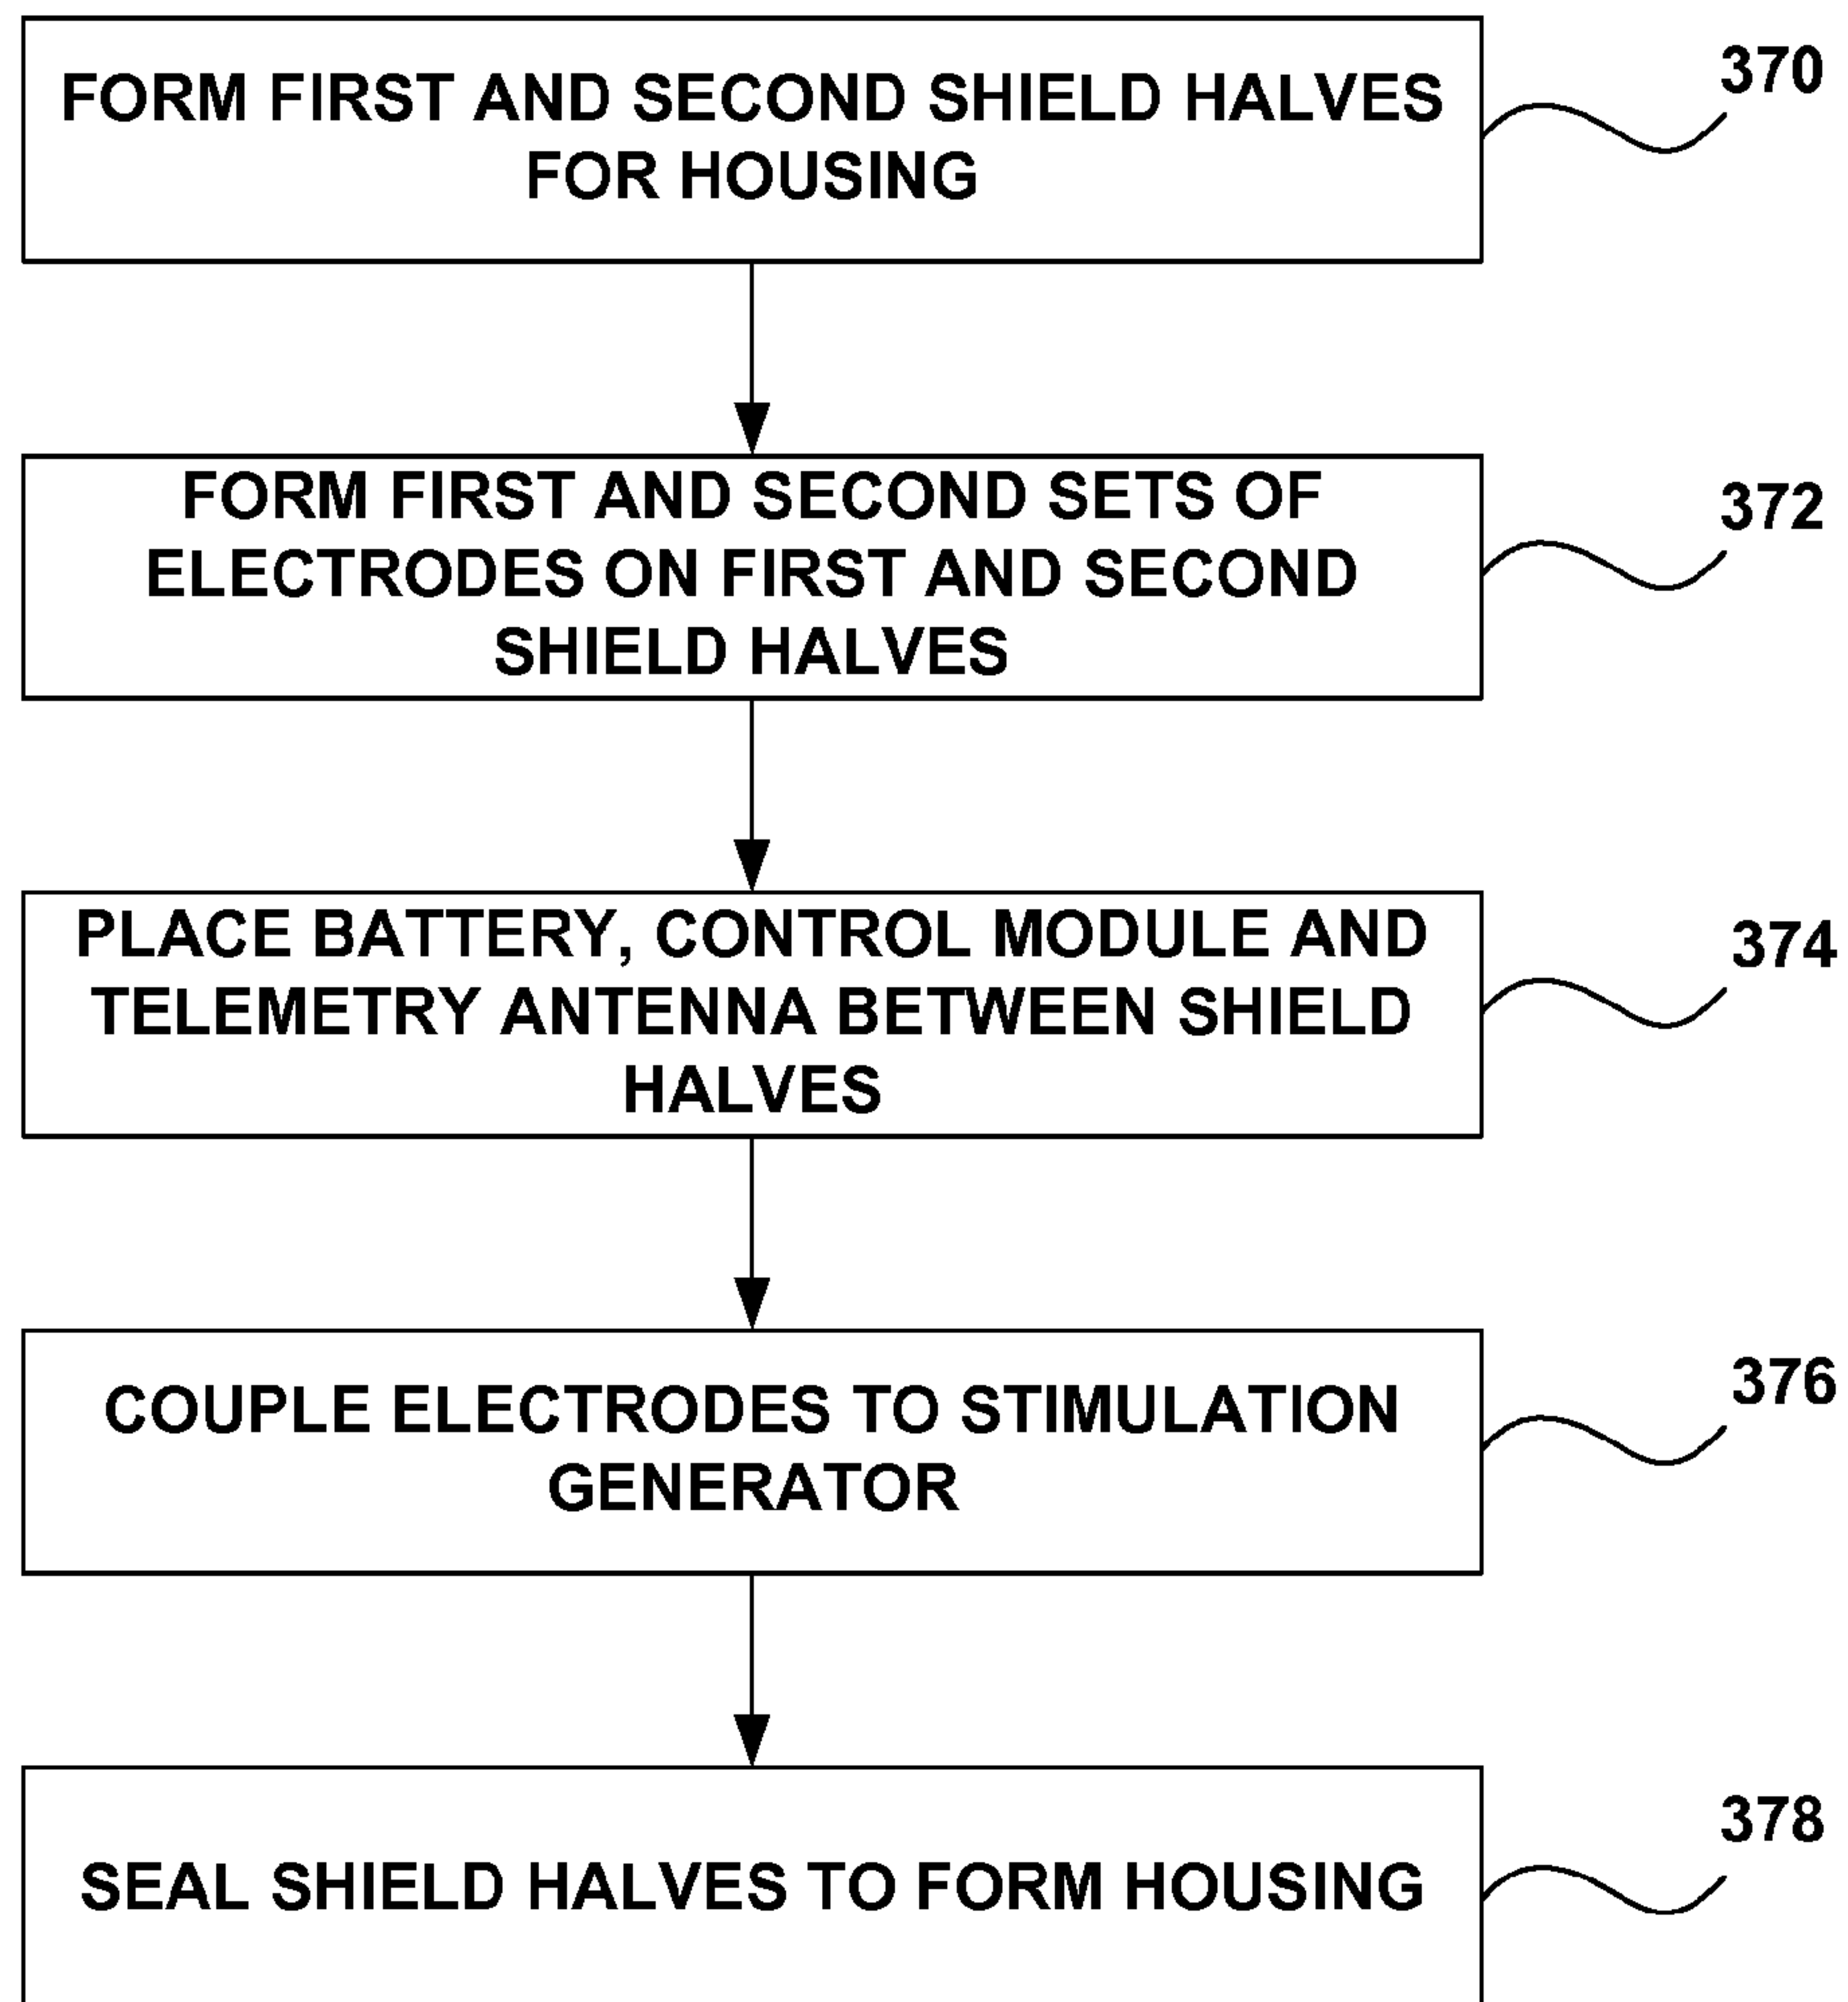 FORM FIRST AND SECOND SHIELD HALVES
FOR HOUSING
370
FORM FIRST AND SECOND SETS OF
ELECTRODES ON FIRST AND SECOND
SHIELD HALVES
372
PLACE BATTERY, CONTROL MODULE AND
TELEMETRY ANTENNA BETWEEN SHIELD
HALVES
374
COUPLE ELECTRODES TO STIMULATION
GENERATOR
376
SEAL SHIELD HALVES TO FORM HOUSING
378